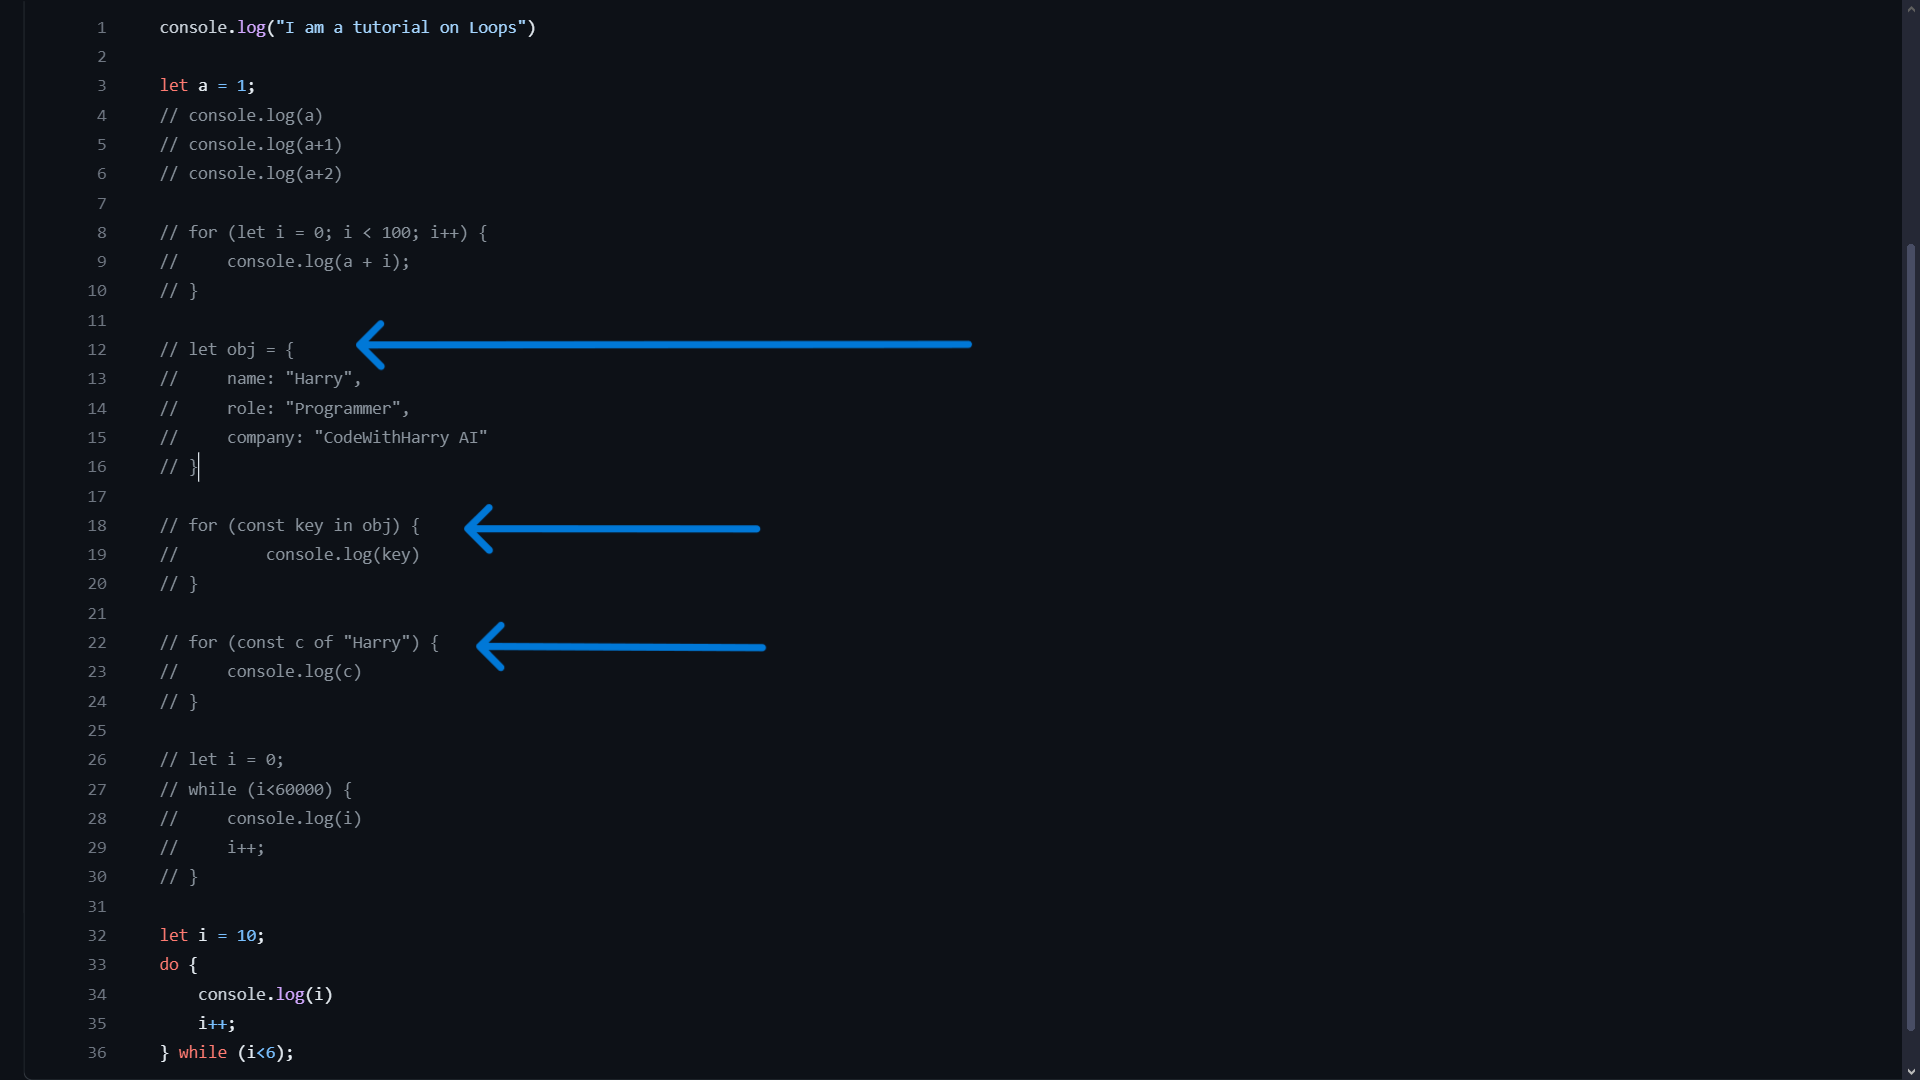 1 console.log("I am a tutorial on Loops")
2
3 let a = 1;
4 // console.log(a)
5 // console.log(a+1)
6 // console.log(a+2)
7
8 // for (let i = 0; i < 100; i++) {
9 //     console.log(a + i);
10 // }
11
12 // let obj = {
13 //     name: "Harry",
14 //     role: "Programmer",
15 //     company: "CodeWithHarry AI"
16 // }
17
18 // for (const key in obj) {
19 //         console.log(key)
20 // }
21
22 // for (const c of "Harry") {
23 //     console.log(c)
24 // }
25
26 // let i = 0;
27 // while (i<60000) {
28 //     console.log(i)
29 //     i++;
30 // }
31
32 let i = 10;
33 do {
34     console.log(i)
35     i++;
36 } while (i<6);